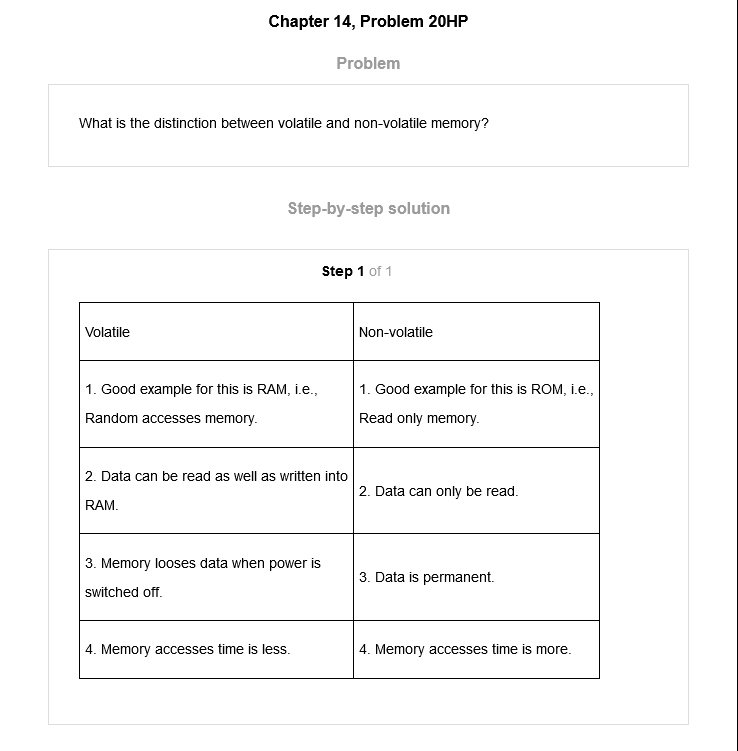 Chapter 14, Problem 20HP
Problem
What is the distinction between volatile and non-volatile memory?
Step-by-step solution
Step 1 of 1
Volatile
Non-volatile
1. Good example for this is RAM, i.e.,
Random accesses memory.
1. Good example for this is ROM, i.e.,
Read only memory.
2. Data can be read as well as written into
RAM.
2. Data can only be read.
3. Memory looses data when power is
switched off.
3. Data is permanent.
4. Memory accesses time is less.
4. Memory accesses time is more.